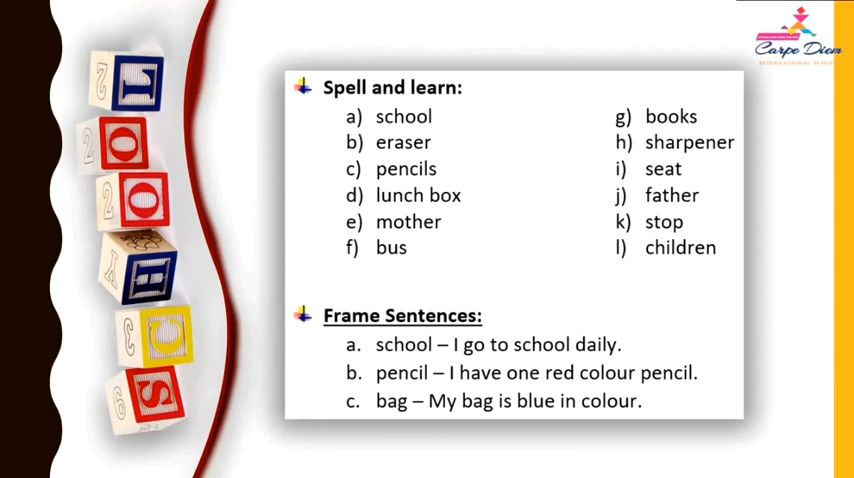 Carpe Diem
INTERNATIONAL SCHOOL
Spell and learn:
a) school
b) eraser
c) pencils
d) lunch box
e) mother
f) bus
g) books
h) sharpener
i) seat
j) father
k) stop
l) children
Frame Sentences:
a. school – I go to school daily.
b. pencil – I have one red colour pencil.
c. bag – My bag is blue in colour.
L
O
O
H
C
S